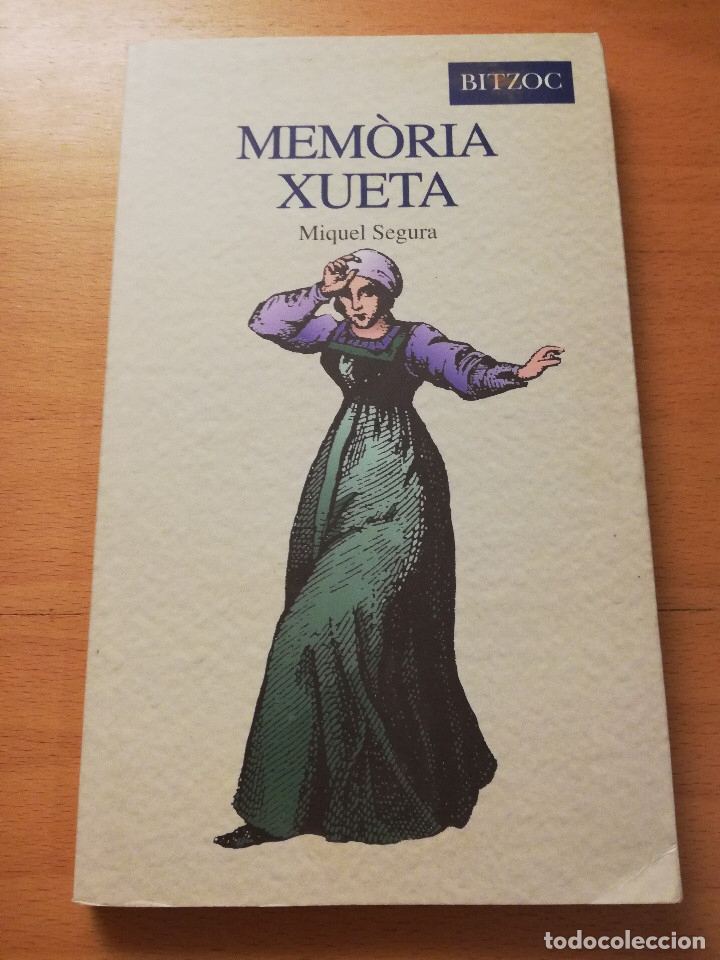 BITZOC
MEMÒRIA
XUETA
Miquel Segura
todocoleccion